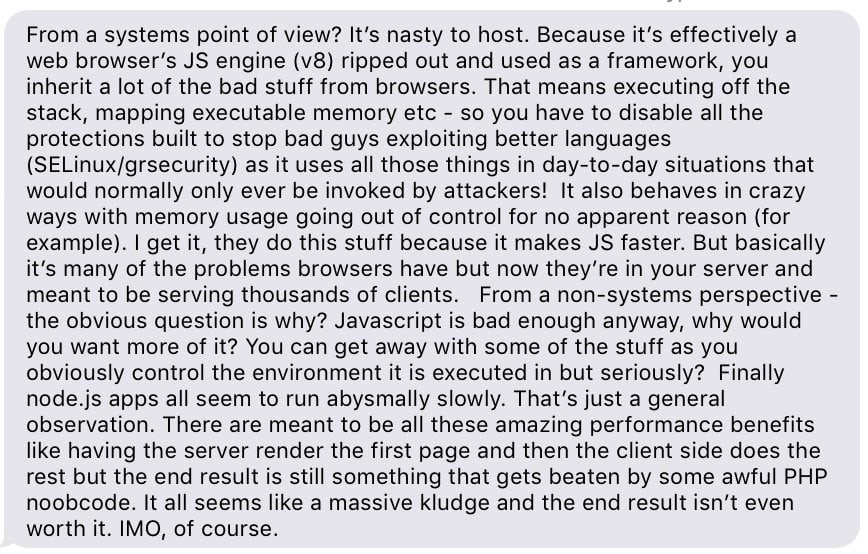 From a systems point of view? It’s nasty to host. Because it’s effectively a
web browser’s JS engine (v8) ripped out and used as a framework, you
inherit a lot of the bad stuff from browsers. That means executing off the
stack, mapping executable memory etc - so you have to disable all the
protections built to stop bad guys exploiting better languages
(SELinux/grsecurity) as it uses all those things in day-to-day situations that
would normally only ever be invoked by attackers!  It also behaves in crazy
ways with memory usage going out of control for no apparent reason (for
example). I get it, they do this stuff because it makes JS faster. But basically
it’s many of the problems browsers have but now they’re in your server and
meant to be serving thousands of clients.   From a non-systems perspective -
the obvious question is why? Javascript is bad enough anyway, why would
you want more of it? You can get away with some of the stuff as you
obviously control the environment it is executed in but seriously?  Finally
node.js apps all seem to run abysmally slowly. That’s just a general
observation. There are meant to be all these amazing performance benefits
like having the server render the first page and then the client side does the
rest but the end result is still something that gets beaten by some awful PHP
noobcode. It all seems like a massive kludge and the end result isn’t even
worth it. IMO, of course.